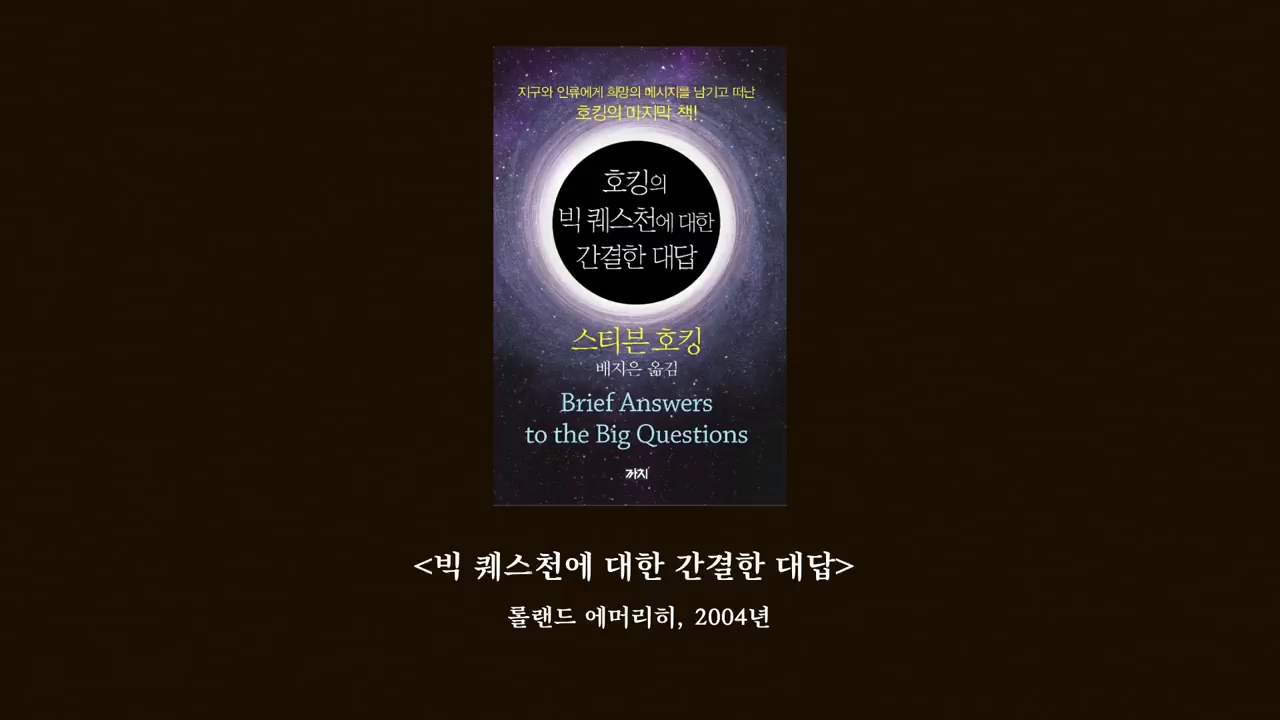 지구와 인류에게 희망의 메시지를 남기고 떠난
호킹의 마지막 책!
호킹의
빅 퀘스천에 대한
간결한 대답
스티븐 호킹
배지은 옮김
Brief Answers
to the Big Questions
까치
<빅 퀘스천에 대한 간결한 대답>
롤랜드 에머리히, 2004년